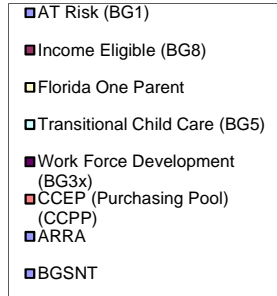 AT Risk (BG1)
Income Eligible (BG8)
Florida One Parent
Transitional Child Care (BG5)
Work Force Development
(BG3x)
CCEP (Purchasing Pool)
(CCPP)
ARRA
BGSNT